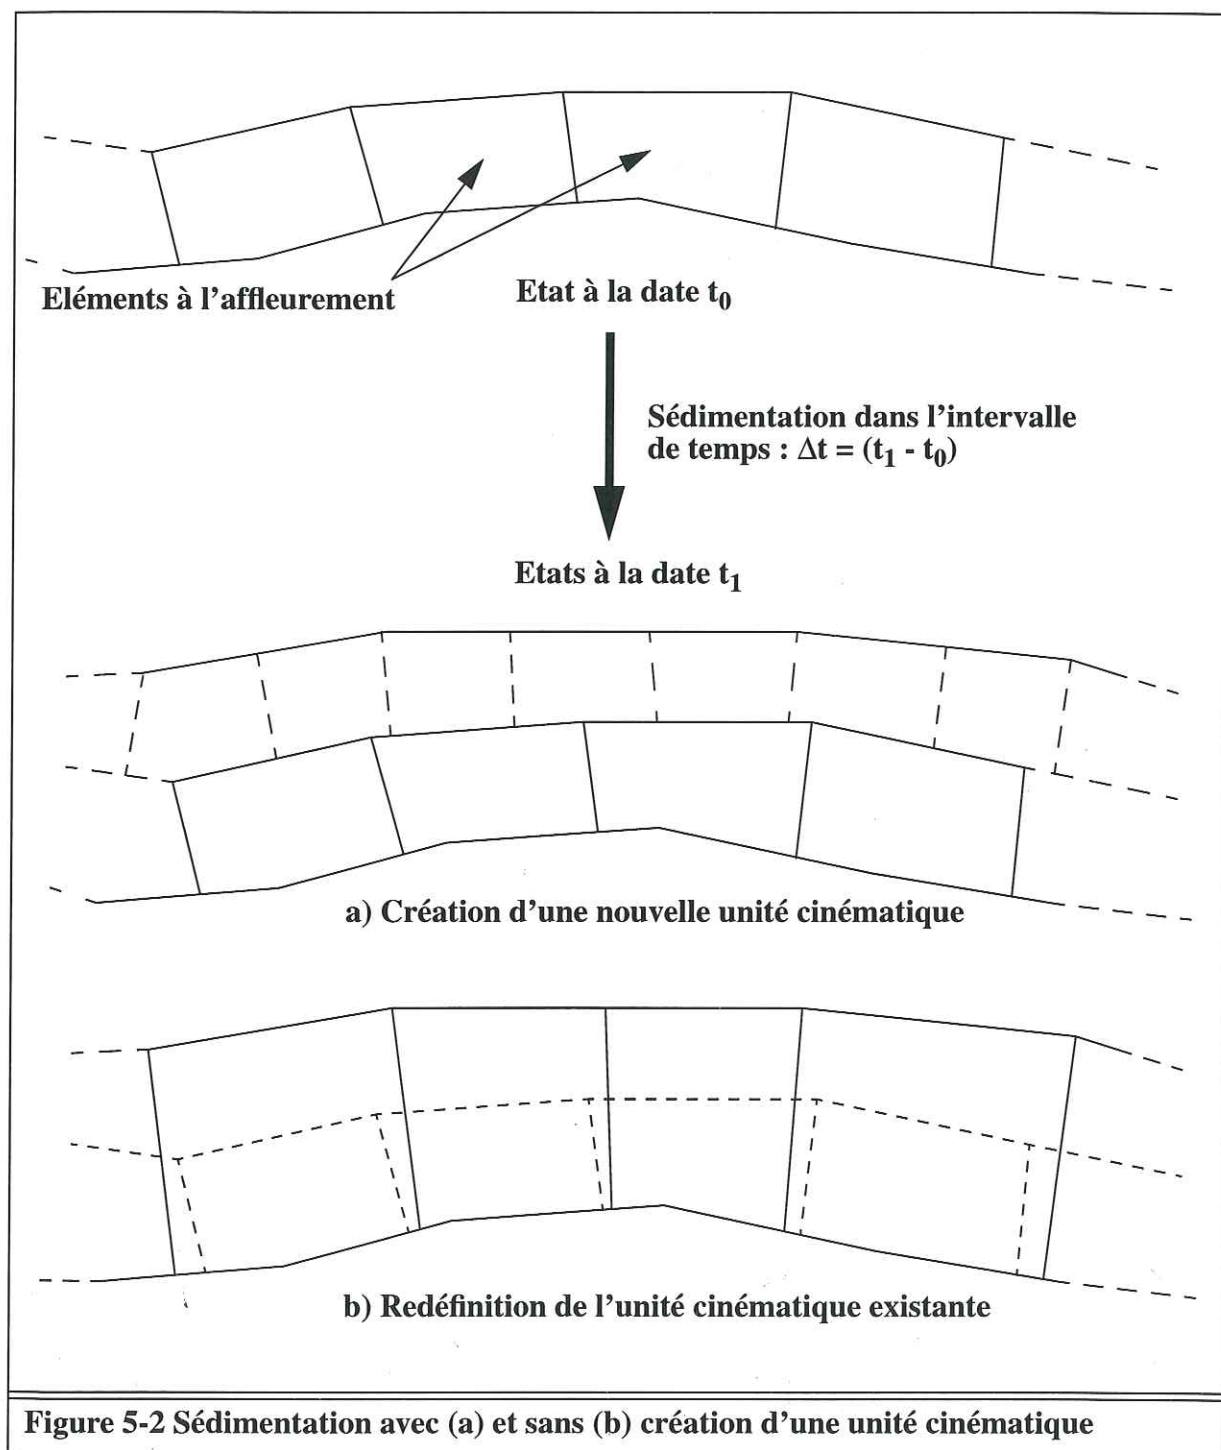 Eléments à l'affleurement
Etat à la date t0
Sédimentation dans l'intervalle
de temps : Δt = (t1 - t0)
Etats à la date t1
a) Création d'une nouvelle unité cinématique
b) Redéfinition de l'unité cinématique existante
Figure 5-2 Sédimentation avec (a) et sans (b) création d'une unité cinématique